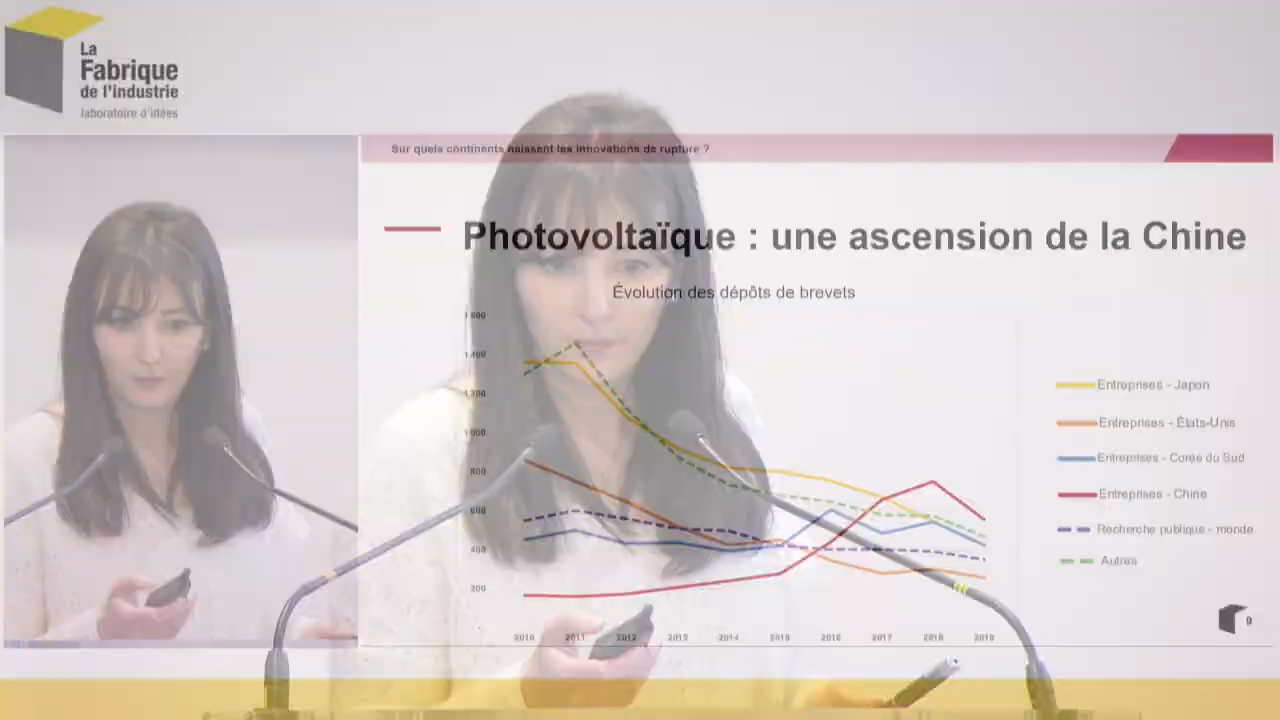 La
Fabrique
de l'industrie
laboratoire d'idées
Sur quels continents naissent les innovations de rupture ?
Photovoltaïque : une ascension de la Chine
Évolution des dépôts de brevets
1 600
1 400
1 200
1 000
800
600
400
200
2010 2011 2012 2013 2014 2015 2016 2017 2018 2019
Entreprises - Japon
Entreprises - États-Unis
Entreprises - Corée du Sud
Entreprises - Chine
Recherche publique - monde
Autres
9